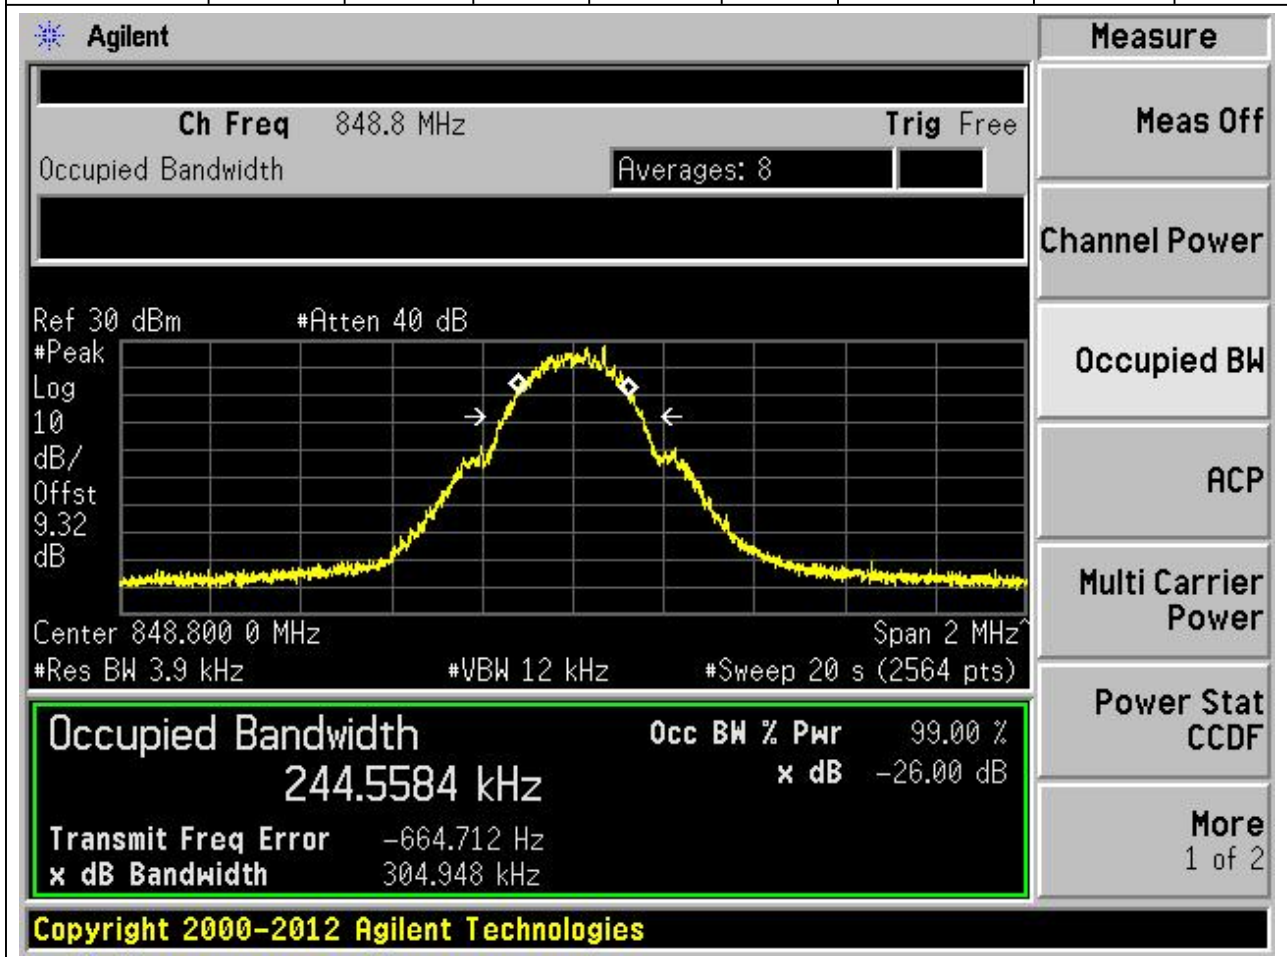 Agilent
Measure
Ch Freq 848.8 MHz Trig Free
Occupied Bandwidth Averages: 8
Meas Off
Channel Power
Occupied BW
ACP
Multi Carrier
Power
Power Stat
CCDF
More
1 of 2
Ref 30 dBm #Atten 40 dB
#Peak
Log
10
dB/
Offst
9.32
dB
Center 848.800 0 MHz Span 2 MHz^
#Res BW 3.9 kHz #VBW 12 kHz #Sweep 20 s (2564 pts)
Occupied Bandwidth Occ BW % Pwr 99.00 %
244.5584 kHz x dB -26.00 dB
Transmit Freq Error -664.712 Hz
x dB Bandwidth 304.948 kHz
Copyright 2000-2012 Agilent Technologies